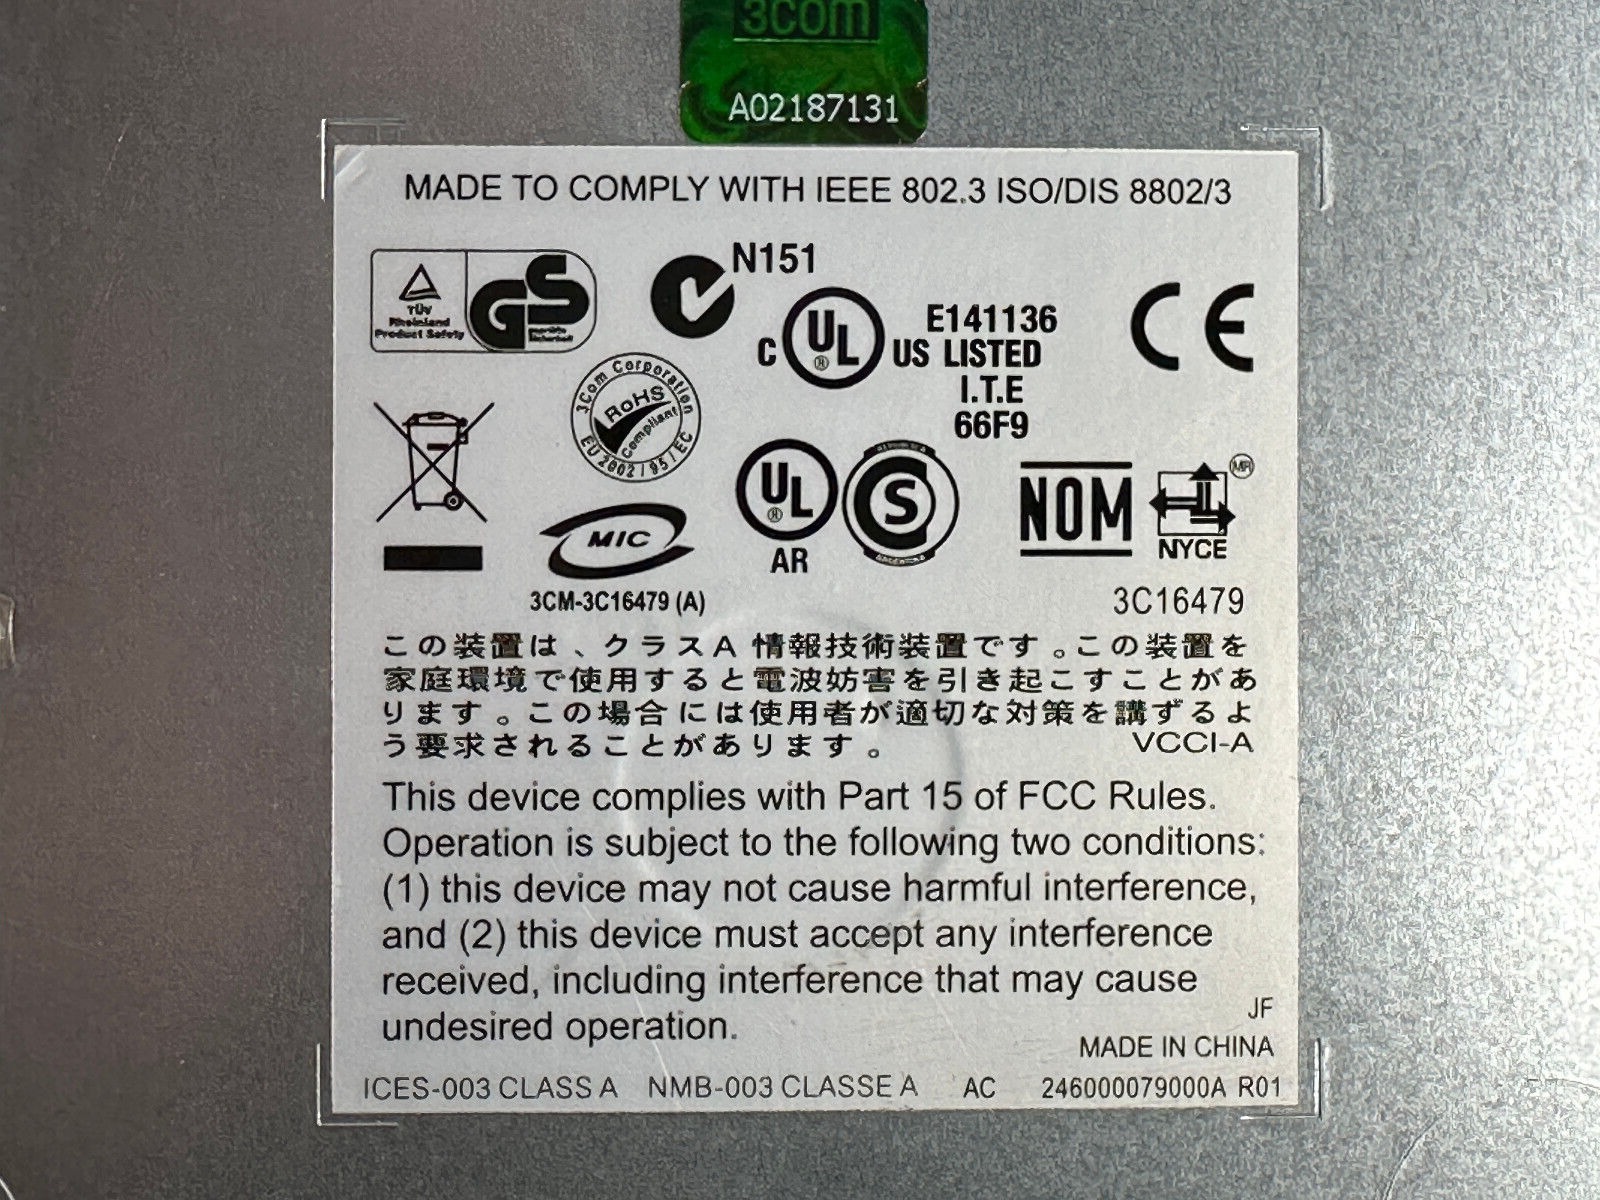 3com
A02187131
MADE TO COMPLY WITH IEEE 802.3 ISO/DIS 8802/3
TÜV
Rheinland
Product Safety
GS
geprüfte
Sicherheit
N151
C UL ® US
E141136
LISTED
I.T.E
66F9
CE
3Com Corporation
RoHS
Compliant
EU 2002/95/EC
MIC
3CM-3C16479 (A)
UL ®
AR
S
NOM
NYCE
MR
3C16479
この装置は、クラスA 情報技術装置です。この装置を
家庭環境で使用すると電波妨害を引き起こすことがあ
ります。この場合には使用者が適切な対策を講ずるよ
う要求されることがあります。 VCCI-A
This device complies with Part 15 of FCC Rules.
Operation is subject to the following two conditions:
(1) this device may not cause harmful interference,
and (2) this device must accept any interference
received, including interference that may cause
undesired operation.
JF
MADE IN CHINA
ICES-003 CLASS A NMB-003 CLASSE A AC 246000079000A R01